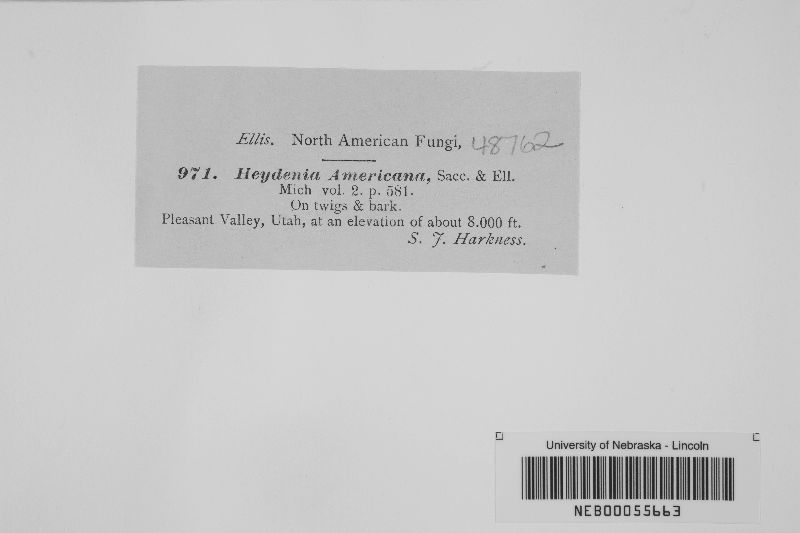 Ellis. North American Fungi, 48762
971. Heydenia Americana, Sacc. & Ell.
Mich vol. 2. p. 581.
On twigs & bark.
Pleasant Valley, Utah, at an elevation of about 8.000 ft.
S. J. Harkness.
University of Nebraska - Lincoln
NEB00055663